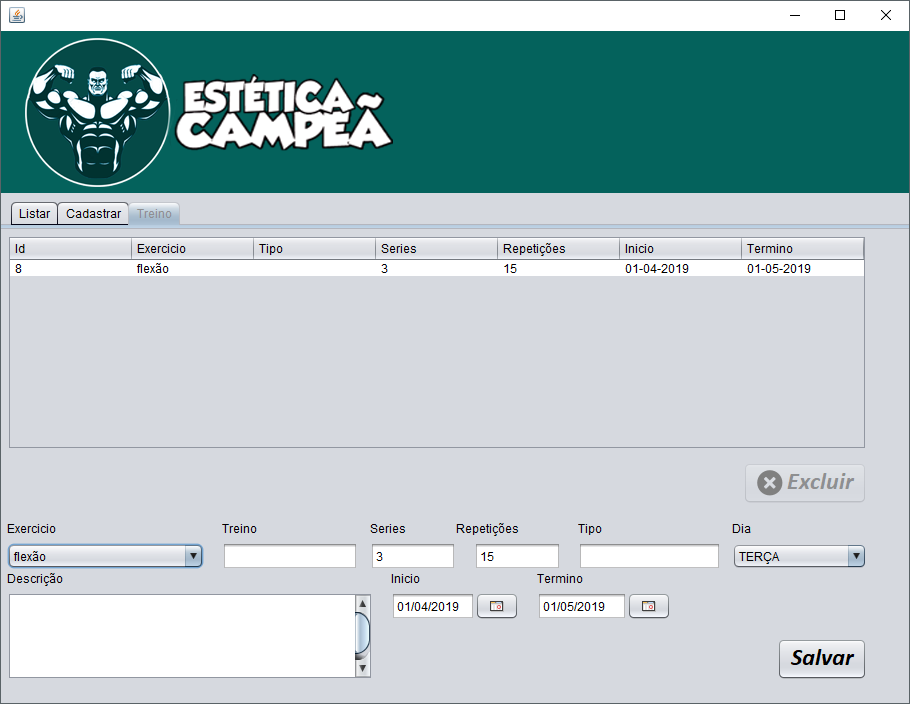 ESTÉTICA
CAMPEÃ
Listar Cadastrar Treino
Id Exercicio Tipo Series Repetições Inicio Termino
8 flexão 3 15 01-04-2019 01-05-2019
Excluir
Exercicio Treino Series Repetições Tipo Dia
flexão 3 15 TERÇA
Descrição Inicio Termino
01/04/2019 01/05/2019
Salvar